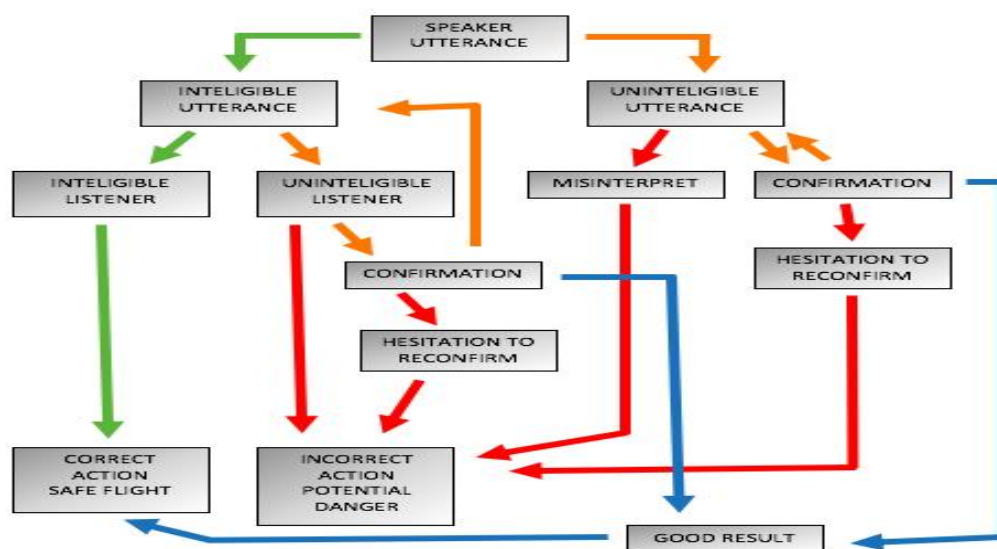 SPEAKER
UTTERANCE
INTELIGIBLE
UTTERANCE
UNINTELIGIBLE
UTTERANCE
INTELIGIBLE
LISTENER
UNINTELIGIBLE
LISTENER
MISINTERPRET
CONFIRMATION
CONFIRMATION
HESITATION TO
RECONFIRM
HESITATION TO
RECONFIRM
CORRECT
ACTION
SAFE FLIGHT
INCORRECT
ACTION
POTENTIAL
DANGER
GOOD RESULT